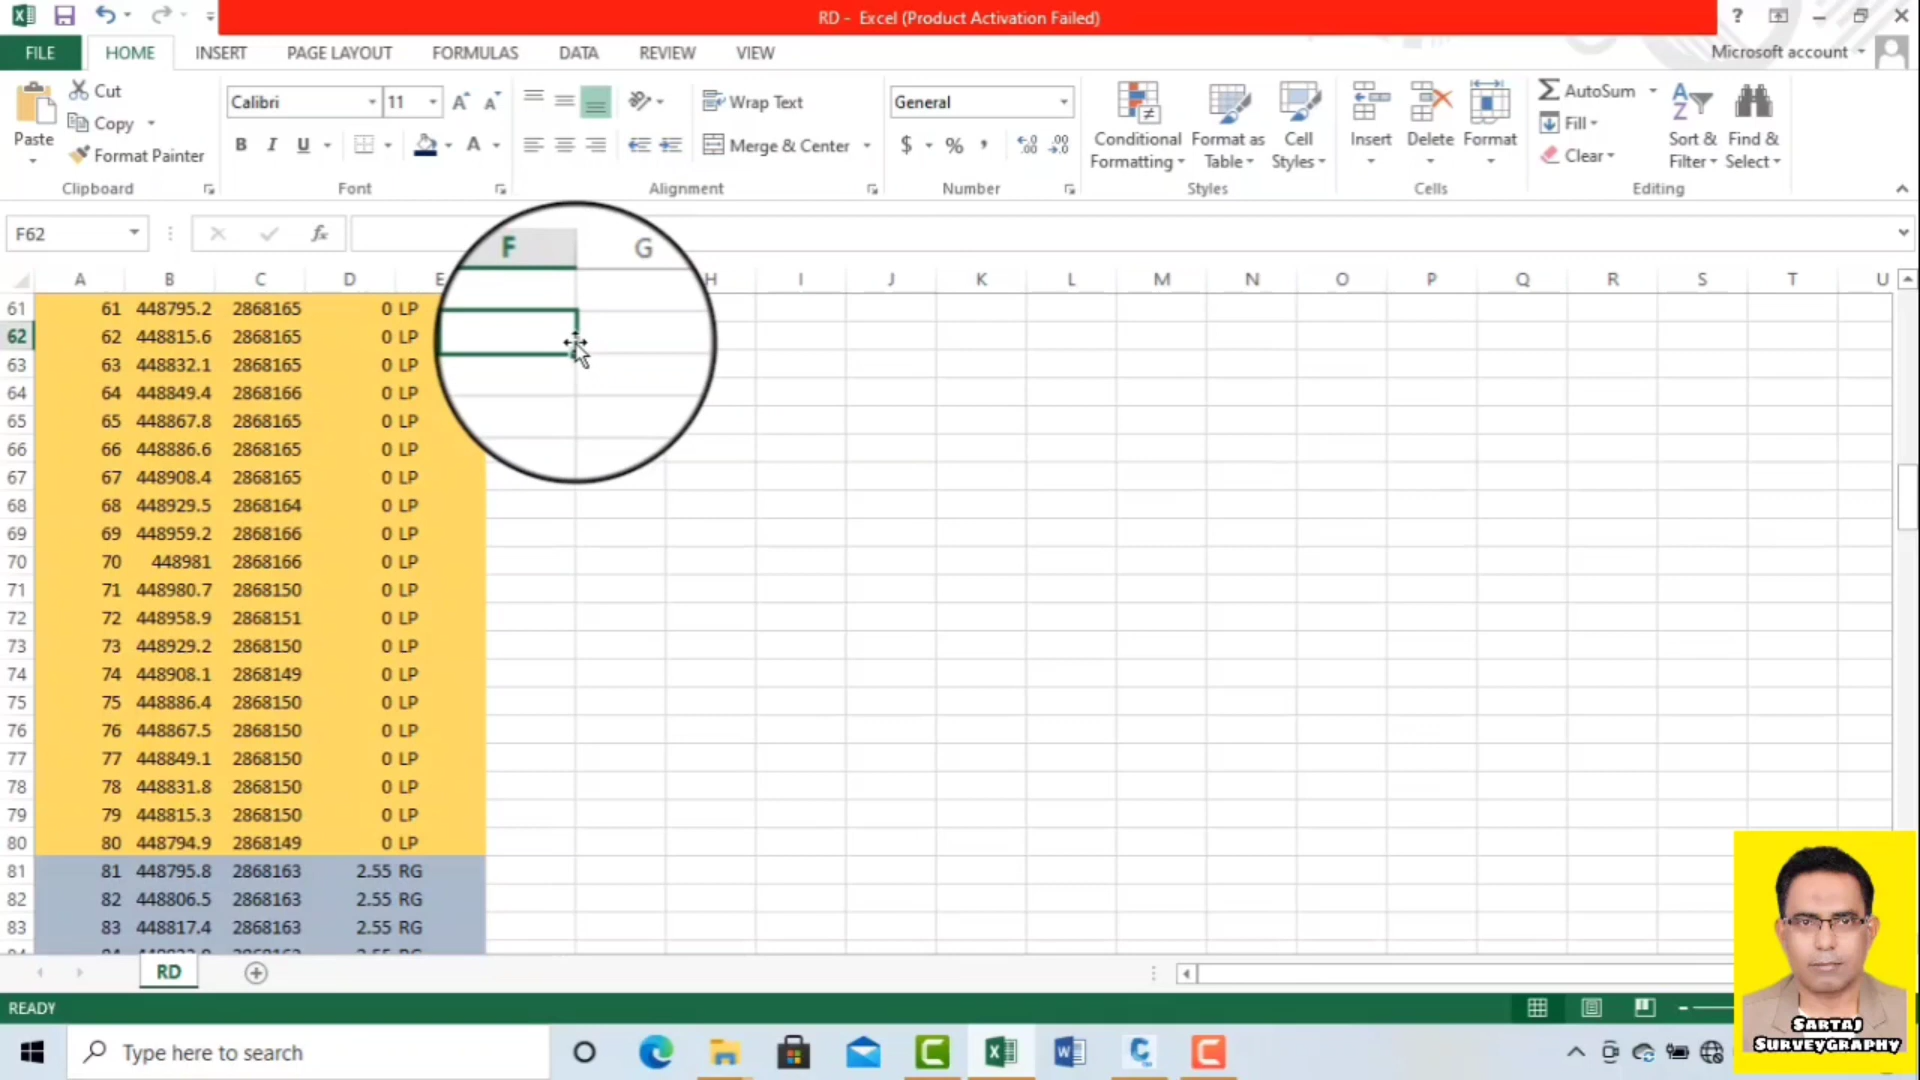 RD - Excel (Product Activation Failed)
?
FILE HOME INSERT PAGE LAYOUT FORMULAS DATA REVIEW VIEW Microsoft account
Paste Cut Copy Format Painter
Calibri 11
B I U A
Wrap Text
Merge & Center
General
$ % ,
Conditional Formatting Format as Table Cell Styles
Insert Delete Format
AutoSum
Fill
Clear
Sort & Filter Find & Select
Clipboard Font Alignment Number Styles Cells Editing
F62 fx
A B C D E F G H I J K L M N O P Q R S T U
61 61 448795.2 2868165 0 LP
62 62 448815.6 2868165 0 LP
63 63 448832.1 2868165 0 LP
64 64 448849.4 2868166 0 LP
65 65 448867.8 2868165 0 LP
66 66 448886.6 2868165 0 LP
67 67 448908.4 2868165 0 LP
68 68 448929.5 2868164 0 LP
69 69 448959.2 2868166 0 LP
70 70 448981 2868166 0 LP
71 71 448980.7 2868150 0 LP
72 72 448958.9 2868151 0 LP
73 73 448929.2 2868150 0 LP
74 74 448908.1 2868149 0 LP
75 75 448886.4 2868150 0 LP
76 76 448867.5 2868150 0 LP
77 77 448849.1 2868150 0 LP
78 78 448831.8 2868150 0 LP
79 79 448815.3 2868150 0 LP
80 80 448794.9 2868149 0 LP
81 81 448795.8 2868163 2.55 RG
82 82 448806.5 2868163 2.55 RG
83 83 448817.4 2868163 2.55 RG
RD
READY
Type here to search
SARTAJ
SURVEYGRAPHY